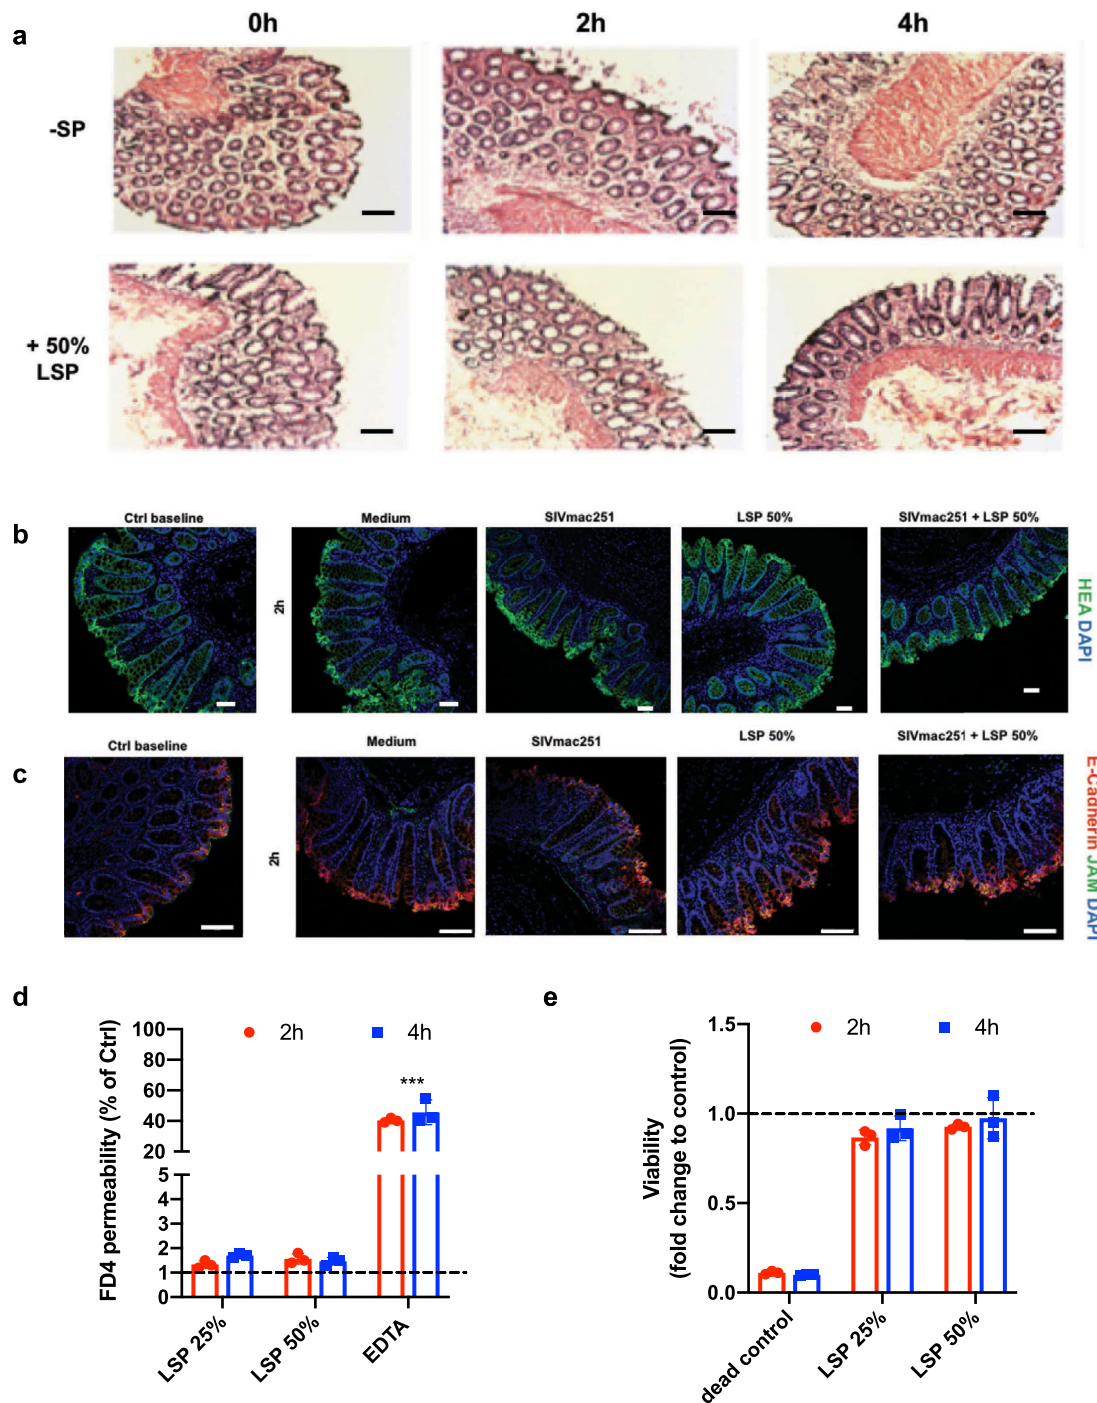 a
0h
2h
4h
-SP
+ 50%
LSP
b
Ctrl baseline
Medium
SIVmac251
LSP 50%
SIVmac251 + LSP 50%
2h
HEA DAPI
c
Ctrl baseline
Medium
SIVmac251
LSP 50%
SIVmac251 + LSP 50%
2h
E-Cadherin JAM DAPI
d
FD4 permeability (% of Ctrl)
100
80
60
40
20
5
4
3
2
1
0
2h
4h
***
LSP 25%
LSP 50%
EDTA
e
Viability
(fold change to control)
1.5
1.0
0.5
0.0
2h
4h
dead control
LSP 25%
LSP 50%